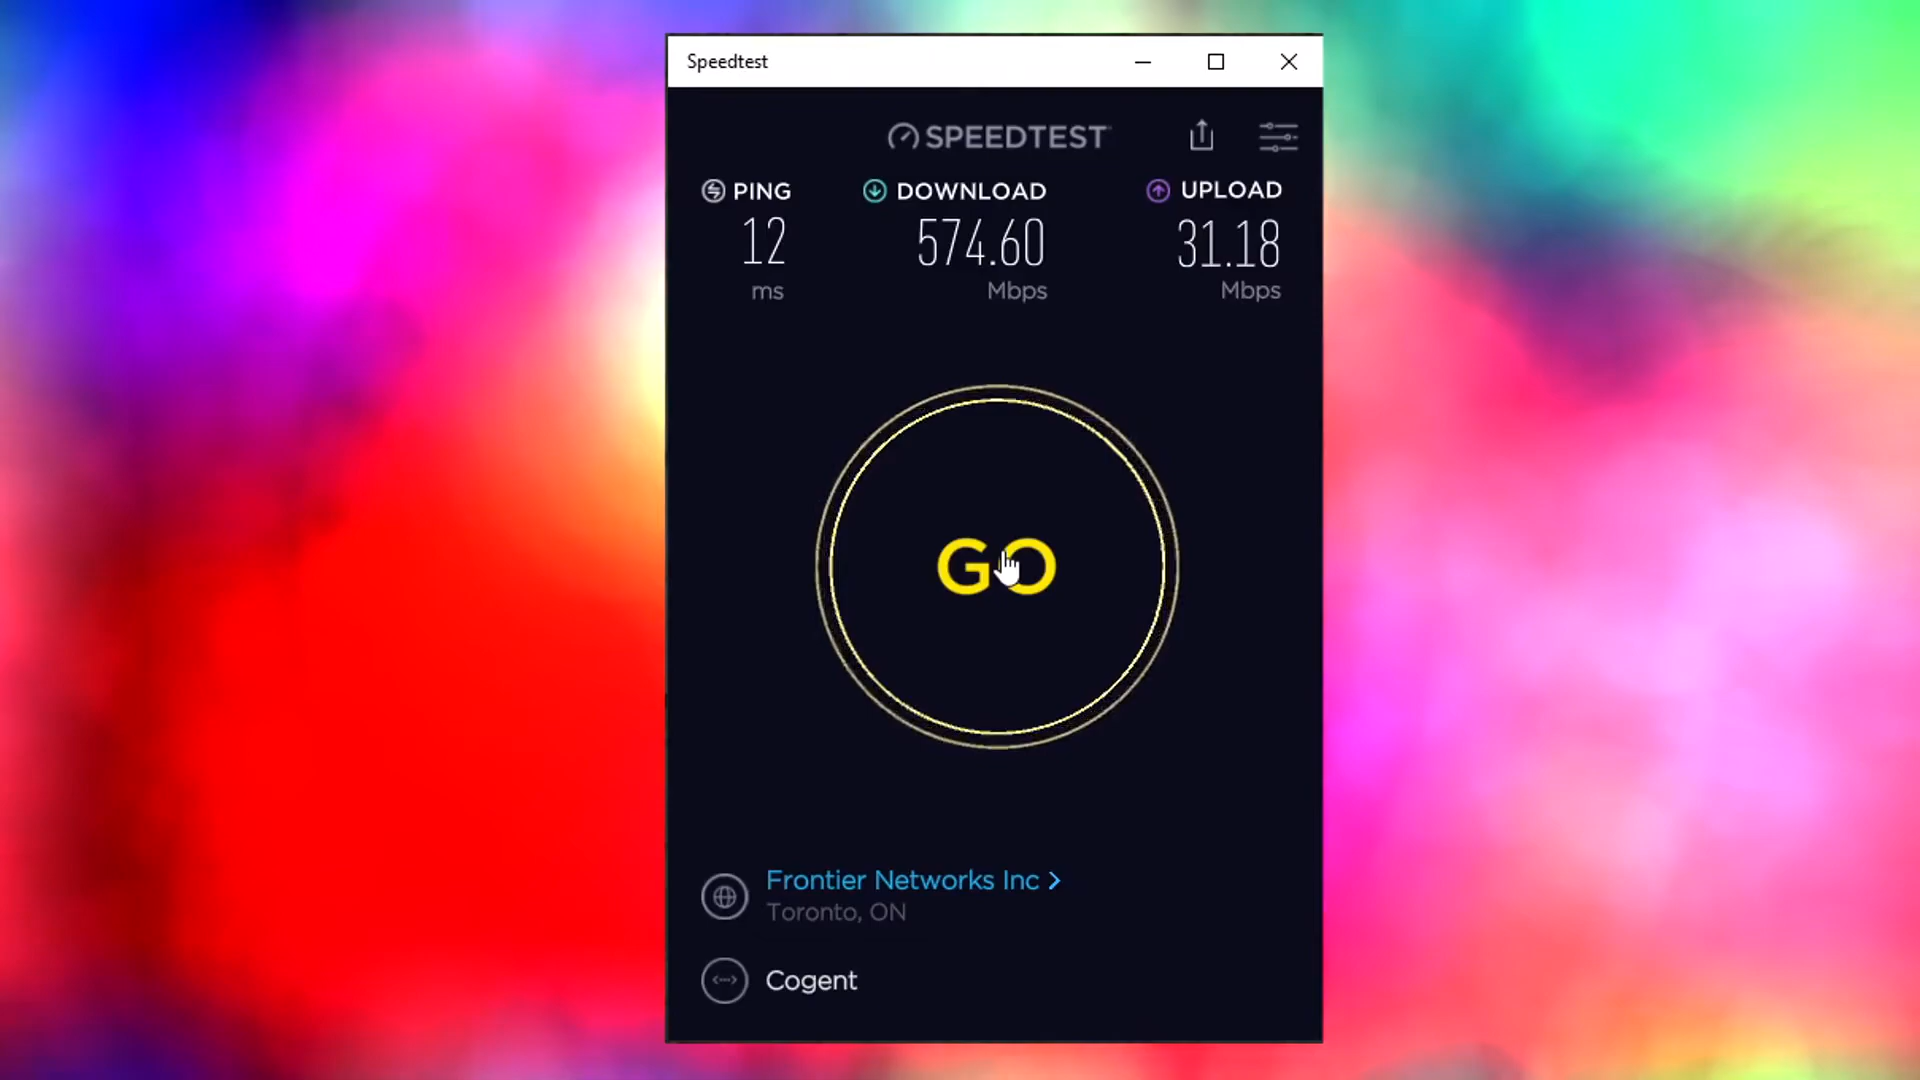 Speedtest
SPEEDTEST
PING DOWNLOAD UPLOAD
12 574.60 31.18
ms Mbps Mbps
GO
Frontier Networks Inc >
Toronto, ON
Cogent